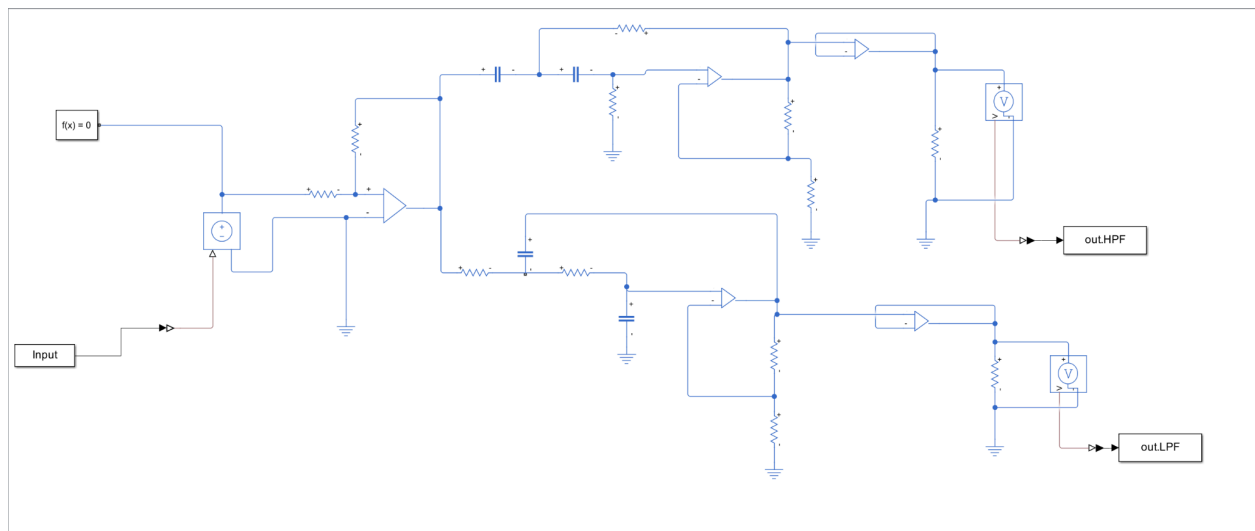 f(x) = 0
V
out.HPF
Input
V
out.LPF